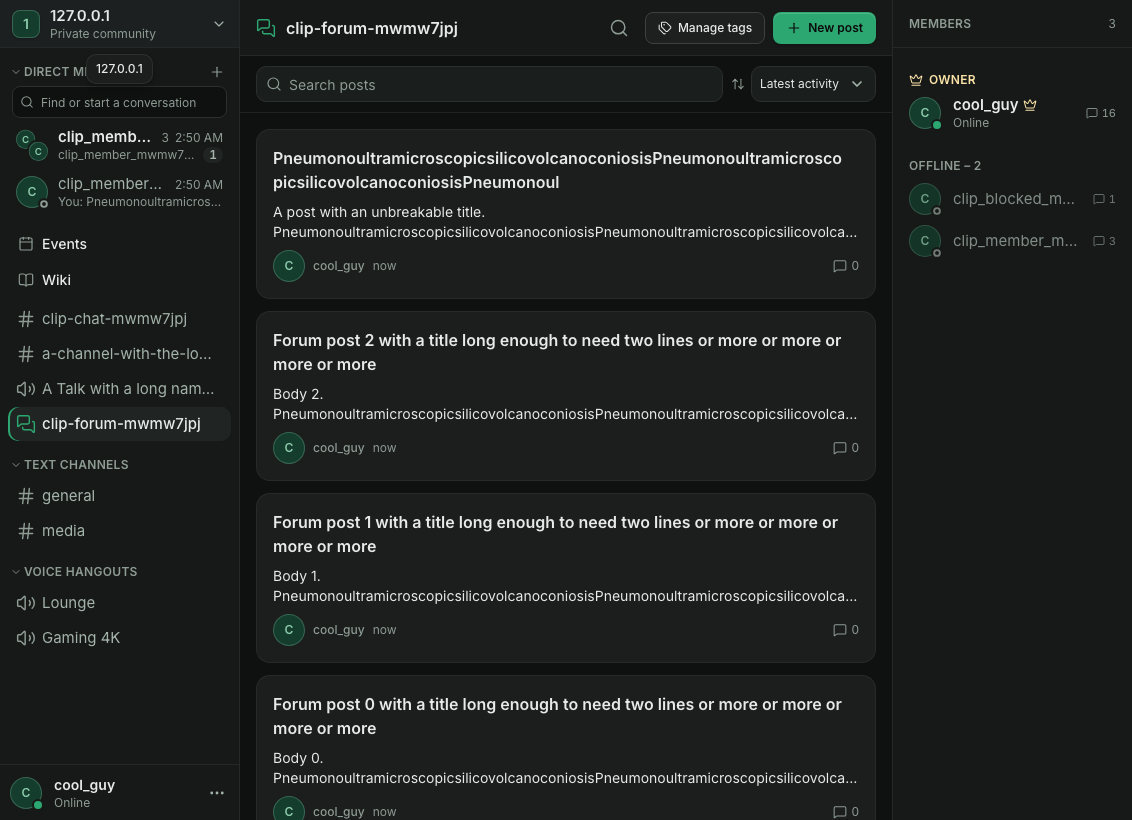 1
127.0.0.1
Private community
DIRECT M
127.0.0.1
Find or start a conversation
C
C
clip_memb... 3 2:50 AM
clip_member_mwmw7... 1
C
clip_member... 2:50 AM
You: Pneumonoultramicros...
Events
Wiki
clip-chat-mwmw7jpj
a-channel-with-the-lo...
A Talk with a long nam...
clip-forum-mwmw7jpj
TEXT CHANNELS
general
media
VOICE HANGOUTS
Lounge
Gaming 4K
C
cool_guy
Online
clip-forum-mwmw7jpj
Manage tags
New post
Search posts
Latest activity
PneumonoultramicroscopicsilicovolcanoconiosisPneumonoultramicrosco
picsilicovolcanoconiosisPneumonoul
A post with an unbreakable title.
PneumonoultramicroscopicsilicovolcanoconiosisPneumonoultramicroscopicsilicovolca...
C cool_guy now 0
Forum post 2 with a title long enough to need two lines or more or more or
more or more
Body 2.
PneumonoultramicroscopicsilicovolcanoconiosisPneumonoultramicroscopicsilicovolca...
C cool_guy now 0
Forum post 1 with a title long enough to need two lines or more or more or
more or more
Body 1.
PneumonoultramicroscopicsilicovolcanoconiosisPneumonoultramicroscopicsilicovolca...
C cool_guy now 0
Forum post 0 with a title long enough to need two lines or more or more or
more or more
Body 0.
PneumonoultramicroscopicsilicovolcanoconiosisPneumonoultramicroscopicsilicovolca...
C cool_guy now 0
MEMBERS 3
OWNER
C
cool_guy 16
Online
OFFLINE – 2
C clip_blocked_m... 1
C clip_member_m... 3